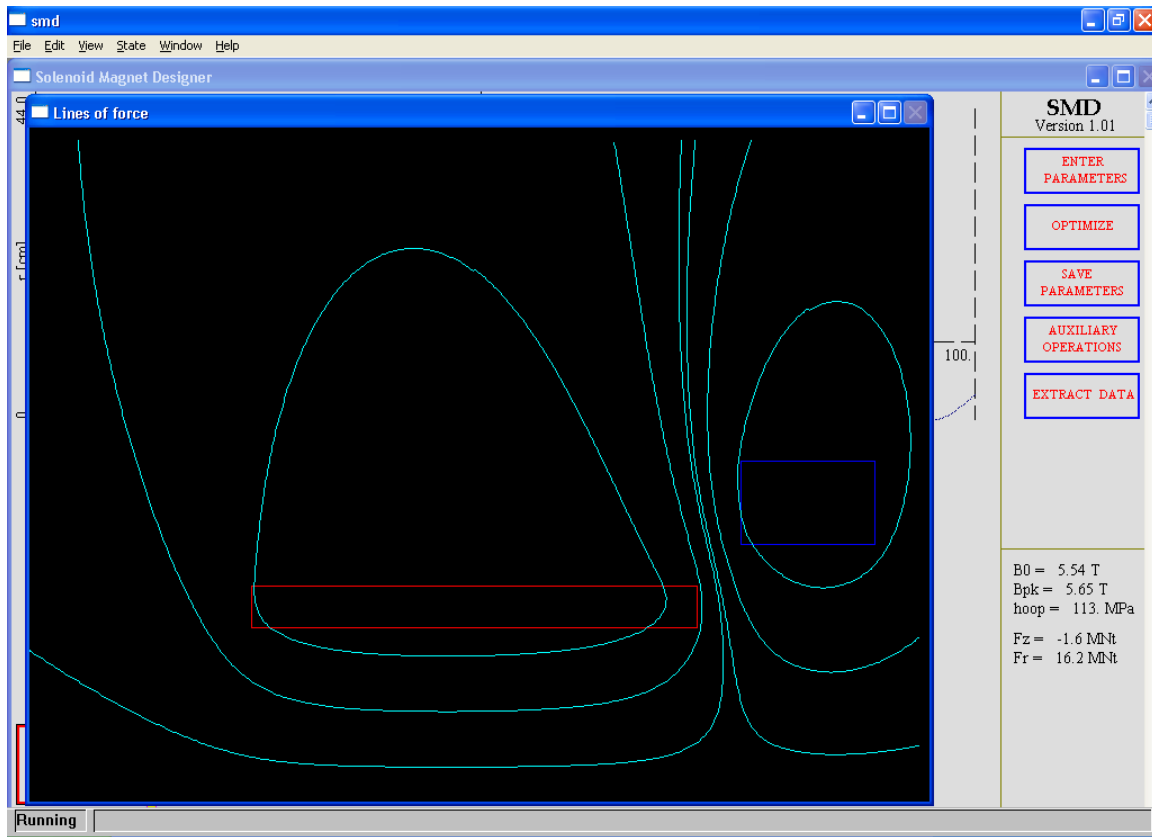 smd
File Edit View State Window Help
Solenoid Magnet Designer
Lines of force
44.0
r [cm]
0
100.
SMD
Version 1.01
ENTER
PARAMETERS
OPTIMIZE
SAVE
PARAMETERS
AUXILIARY
OPERATIONS
EXTRACT DATA
B0 = 5.54 T
Bpk = 5.65 T
hoop = 113. MPa
Fz = -1.6 MNt
Fr = 16.2 MNt
Running